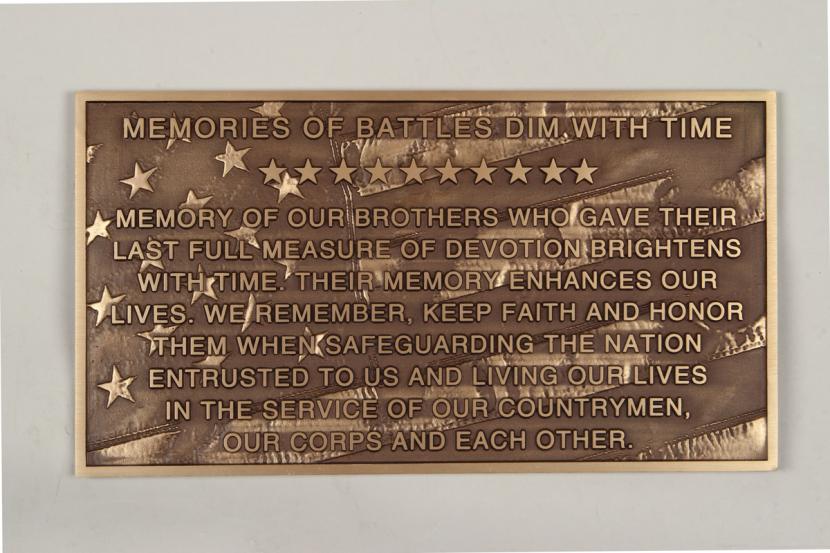 MEMORIES OF BATTLES DIM WITH TIME
MEMORY OF OUR BROTHERS WHO GAVE THEIR
LAST FULL MEASURE OF DEVOTION BRIGHTENS
WITH TIME. THEIR MEMORY ENHANCES OUR
LIVES. WE REMEMBER, KEEP FAITH AND HONOR
THEM WHEN SAFEGUARDING THE NATION
ENTRUSTED TO US AND LIVING OUR LIVES
IN THE SERVICE OF OUR COUNTRYMEN,
OUR CORPS AND EACH OTHER.